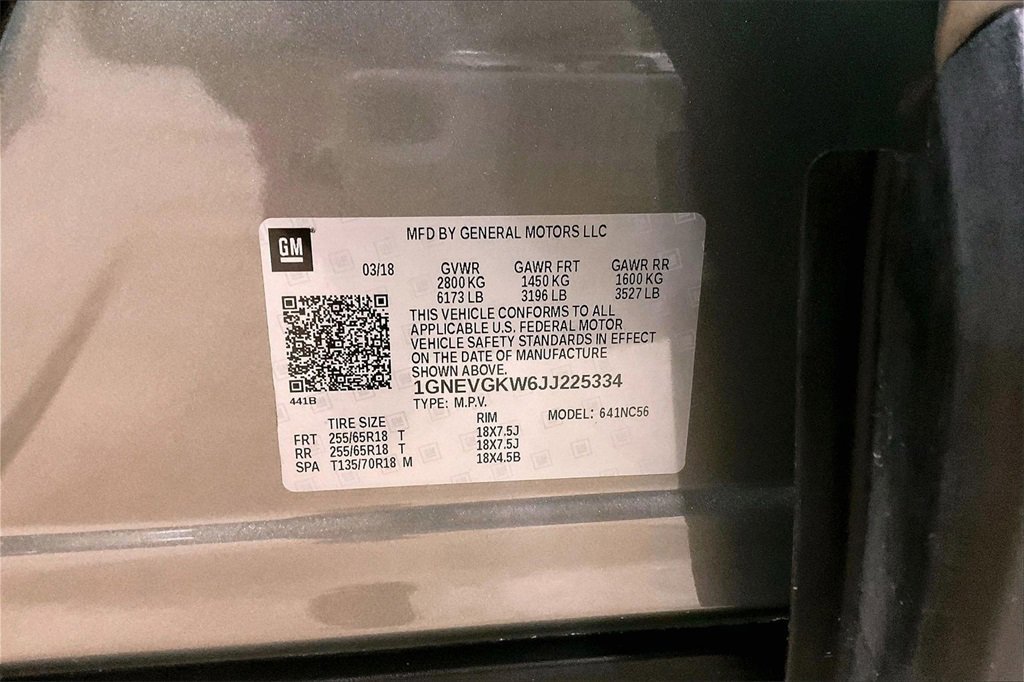 GM
MFD BY GENERAL MOTORS LLC
03/18 GVWR GAWR FRT GAWR RR
2800 KG 1450 KG 1600 KG
6173 LB 3196 LB 3527 LB
THIS VEHICLE CONFORMS TO ALL
APPLICABLE U.S. FEDERAL MOTOR
VEHICLE SAFETY STANDARDS IN EFFECT
ON THE DATE OF MANUFACTURE
SHOWN ABOVE.
1GNEVGKW6JJ225334
441B
TYPE: M.P.V. MODEL: 641NC56
TIRE SIZE RIM
FRT 255/65R18 T 18X7.5J
RR 255/65R18 T 18X7.5J
SPA T135/70R18 M 18X4.5B